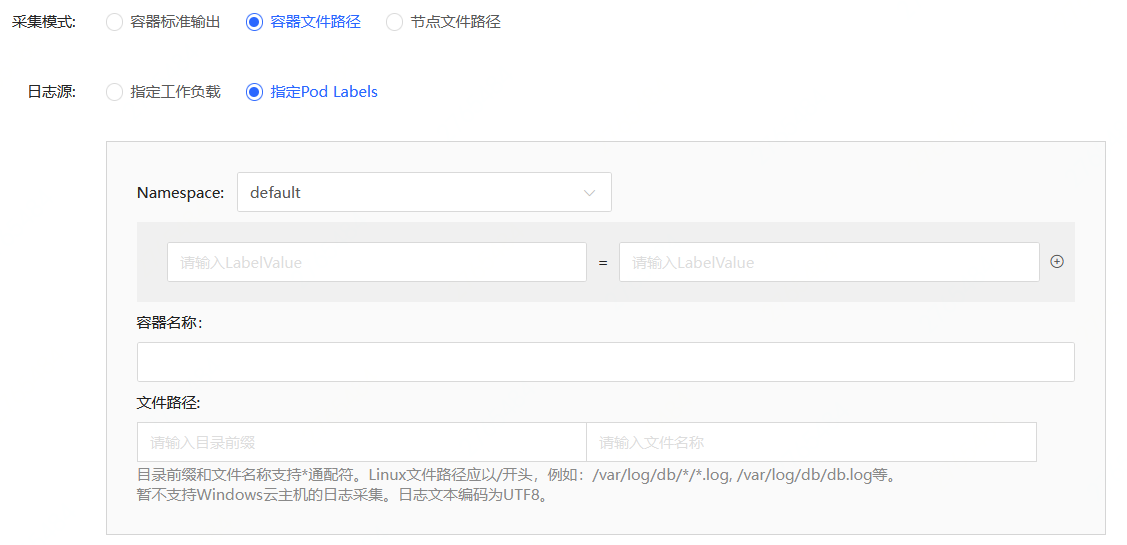 采集模式: 容器标准输出 容器文件路径 节点文件路径
日志源: 指定工作负载 指定Pod Labels
Namespace: default
请输入LabelValue = 请输入LabelValue
容器名称:
文件路径:
请输入目录前缀 请输入文件名称
目录前缀和文件名称支持*通配符。Linux文件路径应以/开头，例如：/var/log/db/*/*.log, /var/log/db/db.log等。
暂不支持Windows云主机的日志采集。日志文本编码为UTF8。